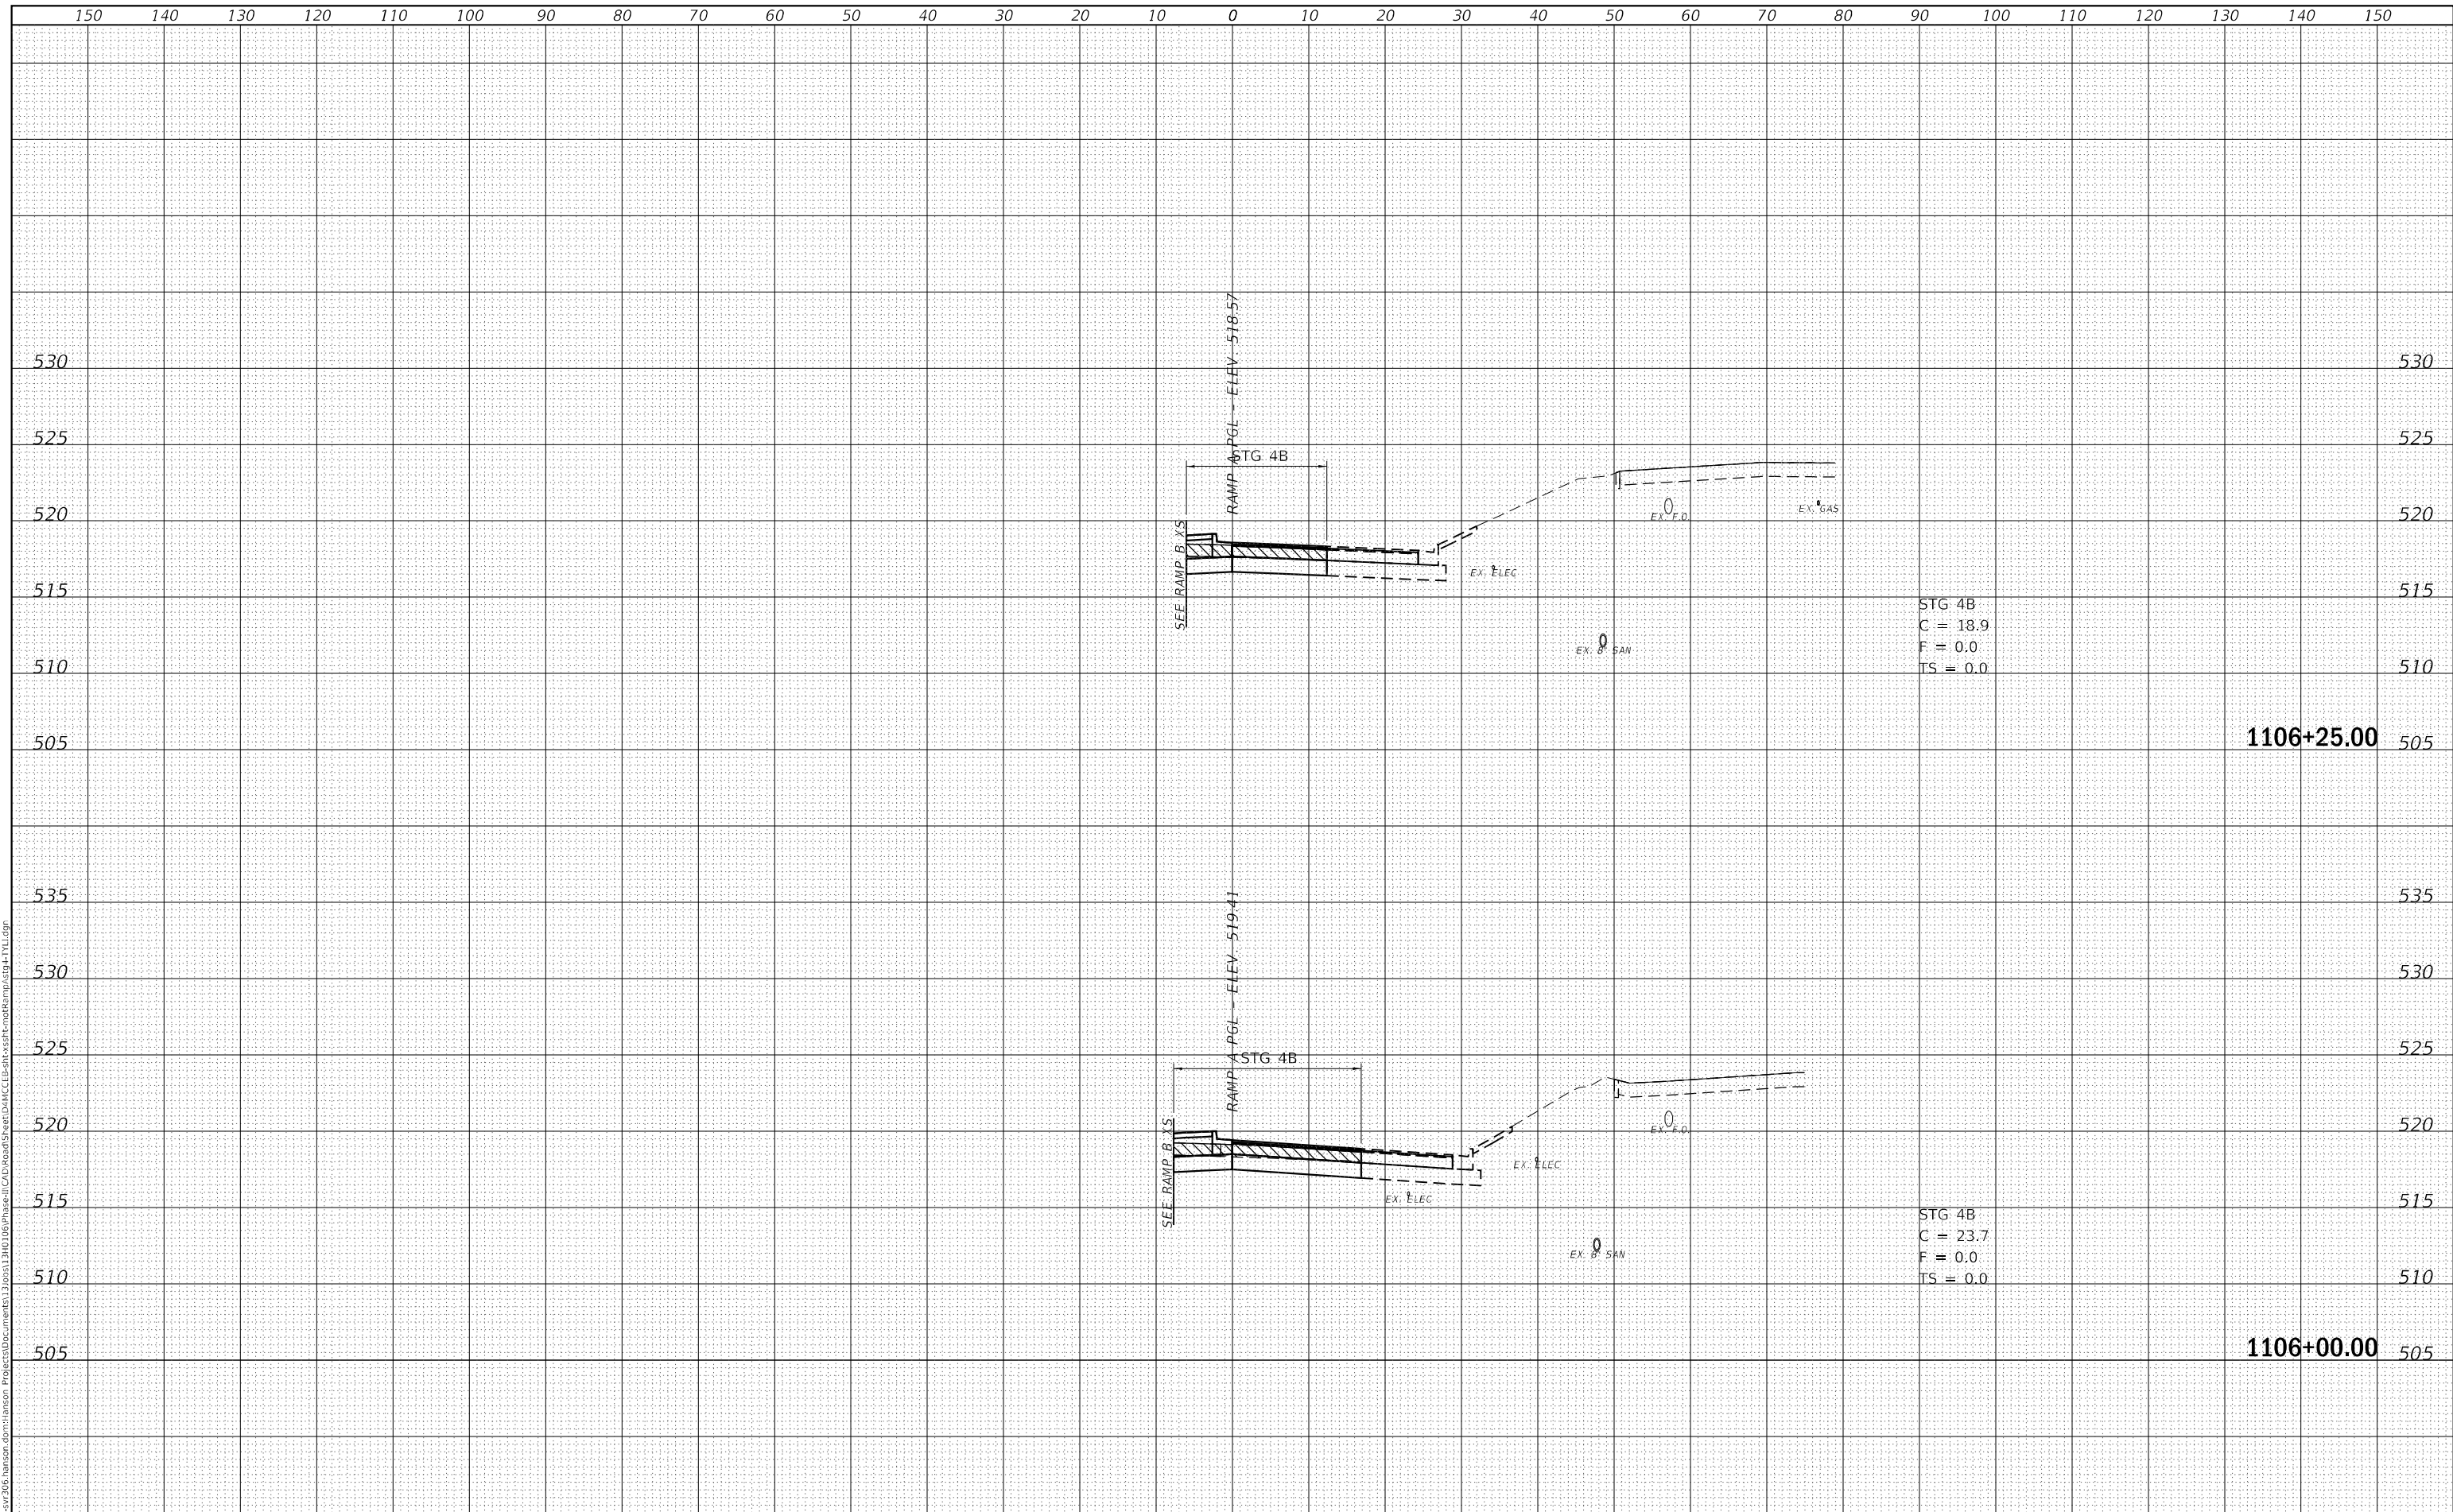 150 140 130 120 110 100 90 80 70 60 50 40 30 20 10 0 10 20 30 40 50 60 70 80 90 100 110 120 130 140 150
RAMP A PGL - ELEV. 518.57
530 530
525 525
STG 4B
520 520
EX. F.O.
EX. GAS
SEE RAMP B XS
EX. ELEC
515 515
STG 4B
C = 18.9
F = 0.0
TS = 0.0
EX. 8" SAN
510 510
1106+25.00
505 505
RAMP A PGL - ELEV. 519.41
535 535
530 530
525 525
STG 4B
520 520
EX. F.O.
SEE RAMP B XS
EX. ELEC
EX. ELEC
515 515
STG 4B
C = 23.7
F = 0.0
TS = 0.0
EX. 8" SAN
510 510
1106+00.00
505 505